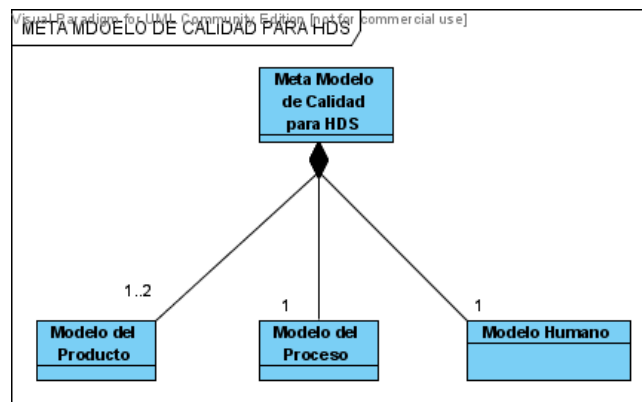 Visual Paradigm for UML Community Edition [not for commercial use]
META MDOELO DE CALIDAD PARA HDS
Meta Modelo
de Calidad
para HDS
1..2
1
1
Modelo del
Producto
Modelo del
Proceso
Modelo Humano